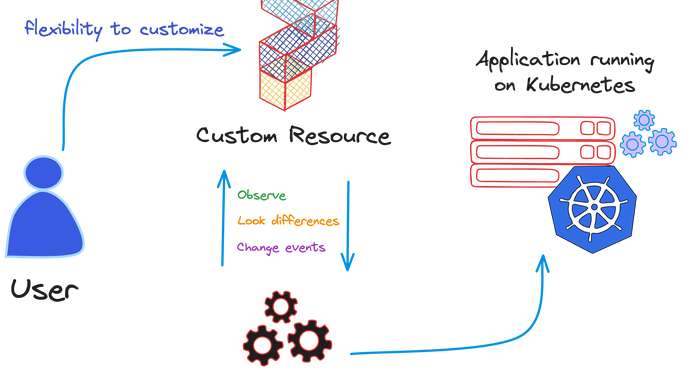 flexibility to customize
Custom Resource
Application running
on Kubernetes
Observe
Look differences
Change events
User